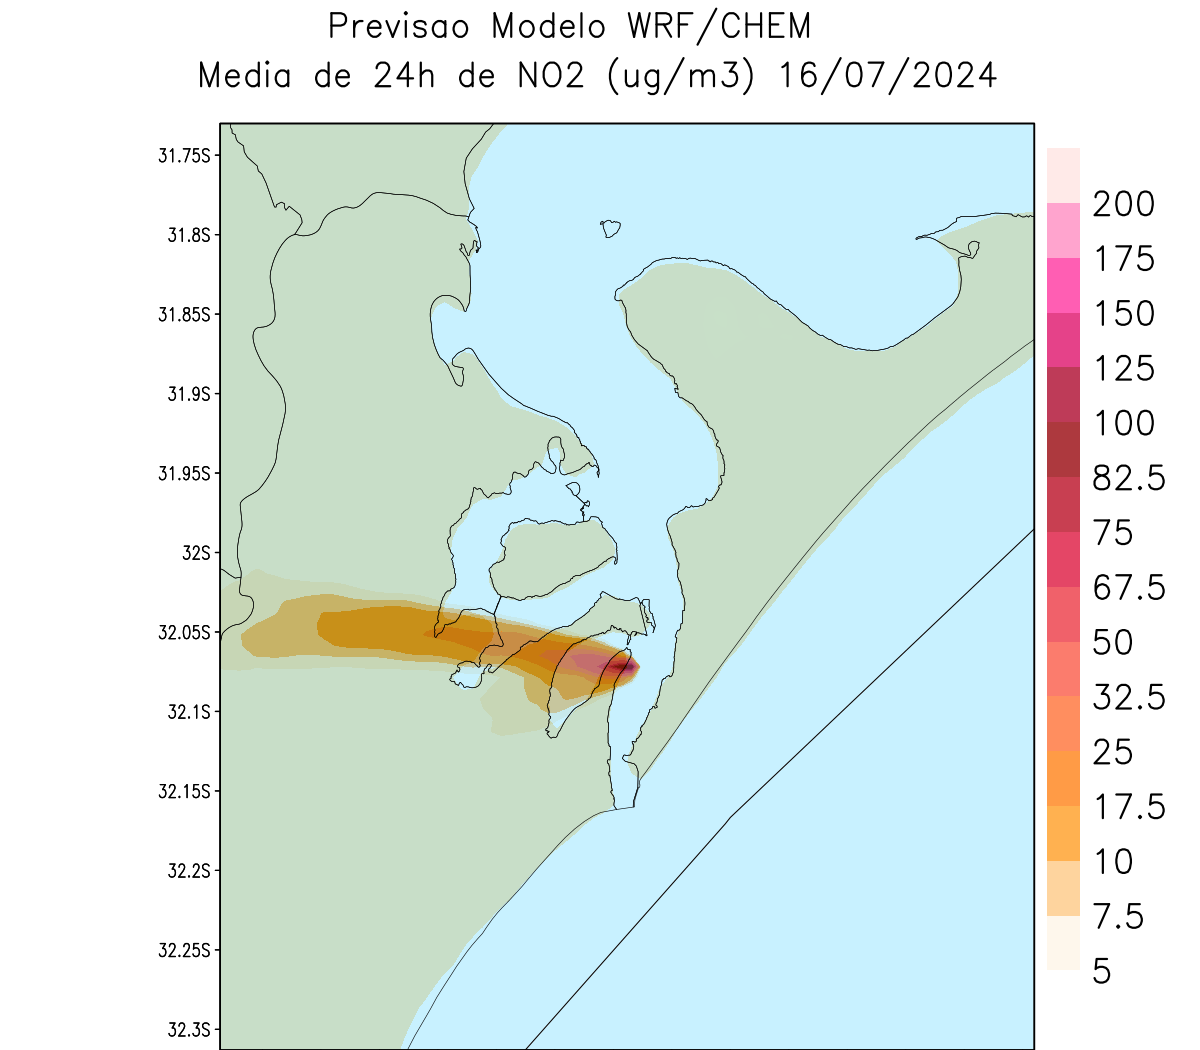 Previsao Modelo WRF/CHEM
Media de 24h de NO2 (ug/m3) 16/07/2024
31.75S
31.8S
31.85S
31.9S
31.95S
32S
32.05S
32.1S
32.15S
32.2S
32.25S
32.3S
200
175
150
125
100
82.5
75
67.5
50
32.5
25
17.5
10
7.5
5